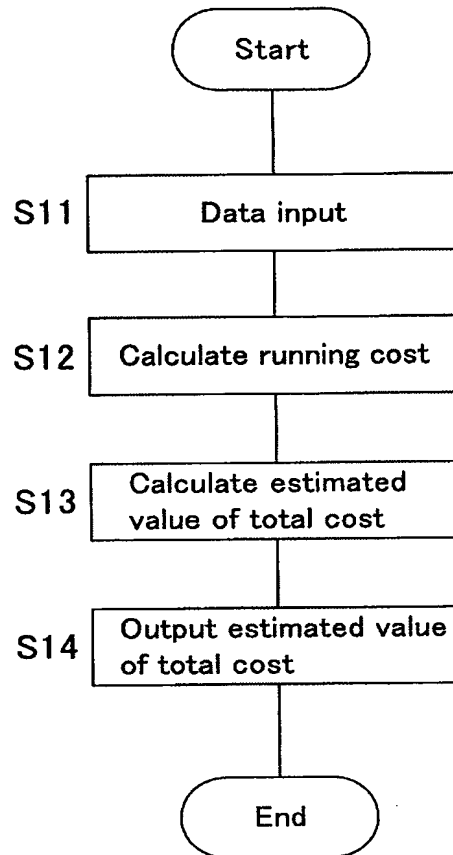 Start
S11 Data input
S12 Calculate running cost
S13 Calculate estimated
value of total cost
S14 Output estimated value
of total cost
End